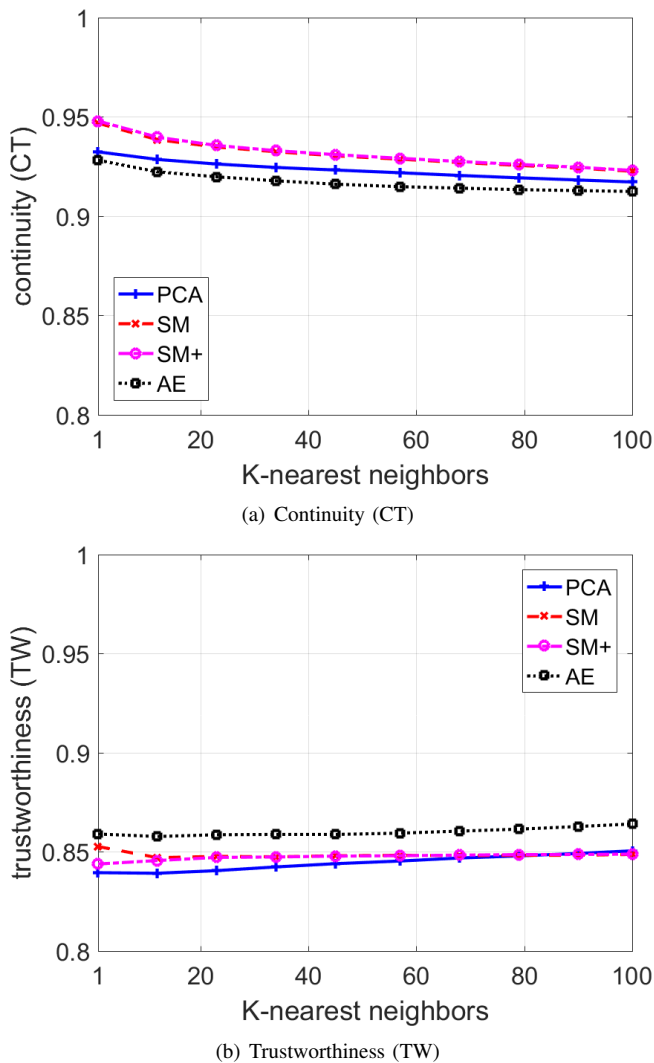 1
0.95
0.9
0.85
0.8
continuity (CT)
PCA
SM
SM+
AE
1 20 40 60 80 100
K-nearest neighbors
(a) Continuity (CT)
1
0.95
0.9
0.85
0.8
trustworthiness (TW)
PCA
SM
SM+
AE
1 20 40 60 80 100
K-nearest neighbors
(b) Trustworthiness (TW)